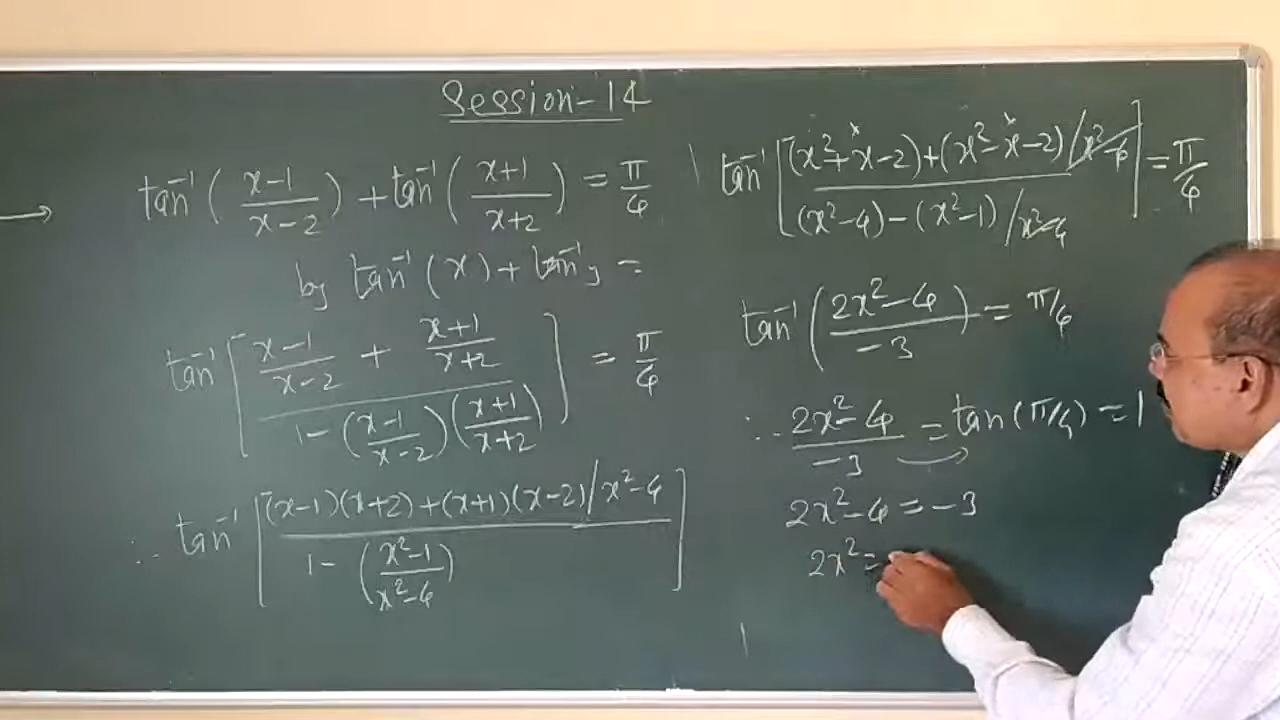 Session-14
tan⁻¹((x-1)/(x-2)) + tan⁻¹((x+1)/(x+2)) = π/4
by tan⁻¹(x) + tan⁻¹y =
tan⁻¹[((x-1)/(x-2) + (x+1)/(x+2))/(1-((x-1)/(x-2))((x+1)/(x+2)))] = π/4
∴ tan⁻¹[((x-1)(x+2)+(x+1)(x-2)/x²-4)/(1-((x²-1)/(x²-4)))]
tan⁻¹[((x²+x-2)+(x²-x-2)/x²-4)/((x²-4)-(x²-1)/x²-4)] = π/4
tan⁻¹((2x²-4)/-3) = π/4
∴ (2x²-4)/-3 = tan(π/4) = 1
2x²-4 = -3
2x² =